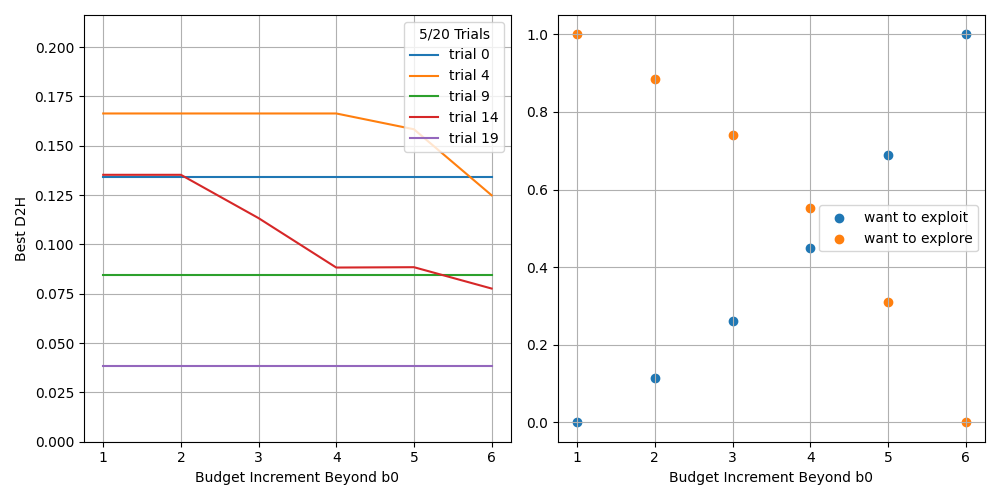 5/20 Trials
trial 0
trial 4
trial 9
trial 14
trial 19
0.200
0.175
0.150
0.125
0.100
0.075
0.050
0.025
0.000
Best D2H
1 2 3 4 5 6
Budget Increment Beyond b0
1.0
0.8
0.6
0.4
0.2
0.0
want to exploit
want to explore
1 2 3 4 5 6
Budget Increment Beyond b0